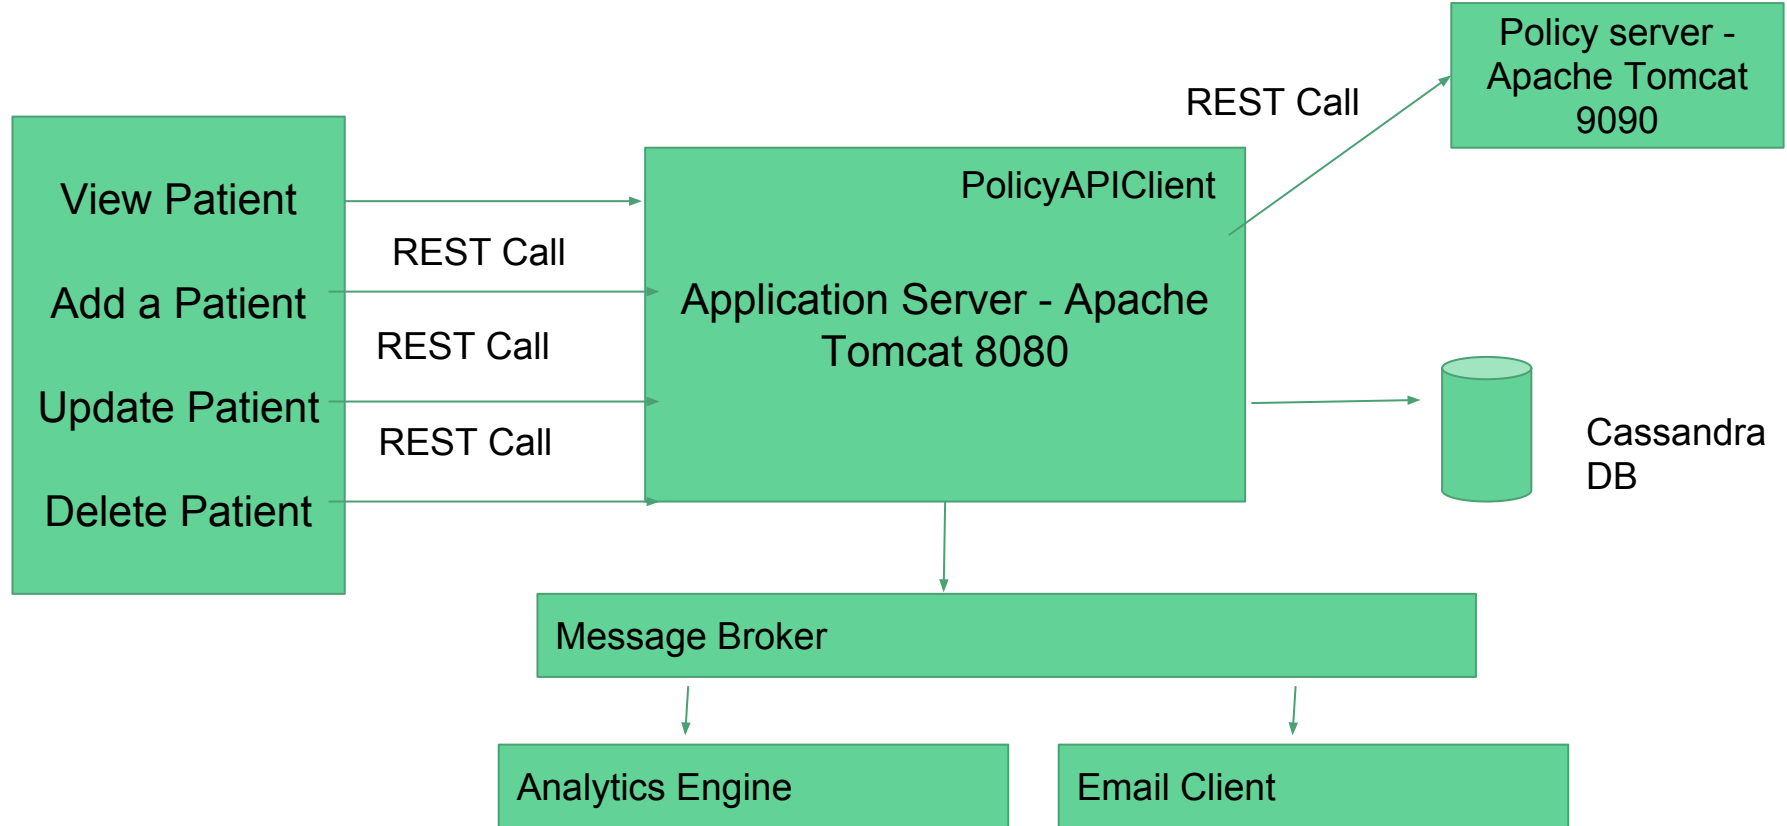 Policy server -
Apache Tomcat
9090
REST Call
PolicyAPIClient
View Patient
REST Call
Add a Patient
Application Server - Apache
Tomcat 8080
REST Call
Update Patient
REST Call
Cassandra
DB
Delete Patient
Message Broker
Analytics Engine
Email Client